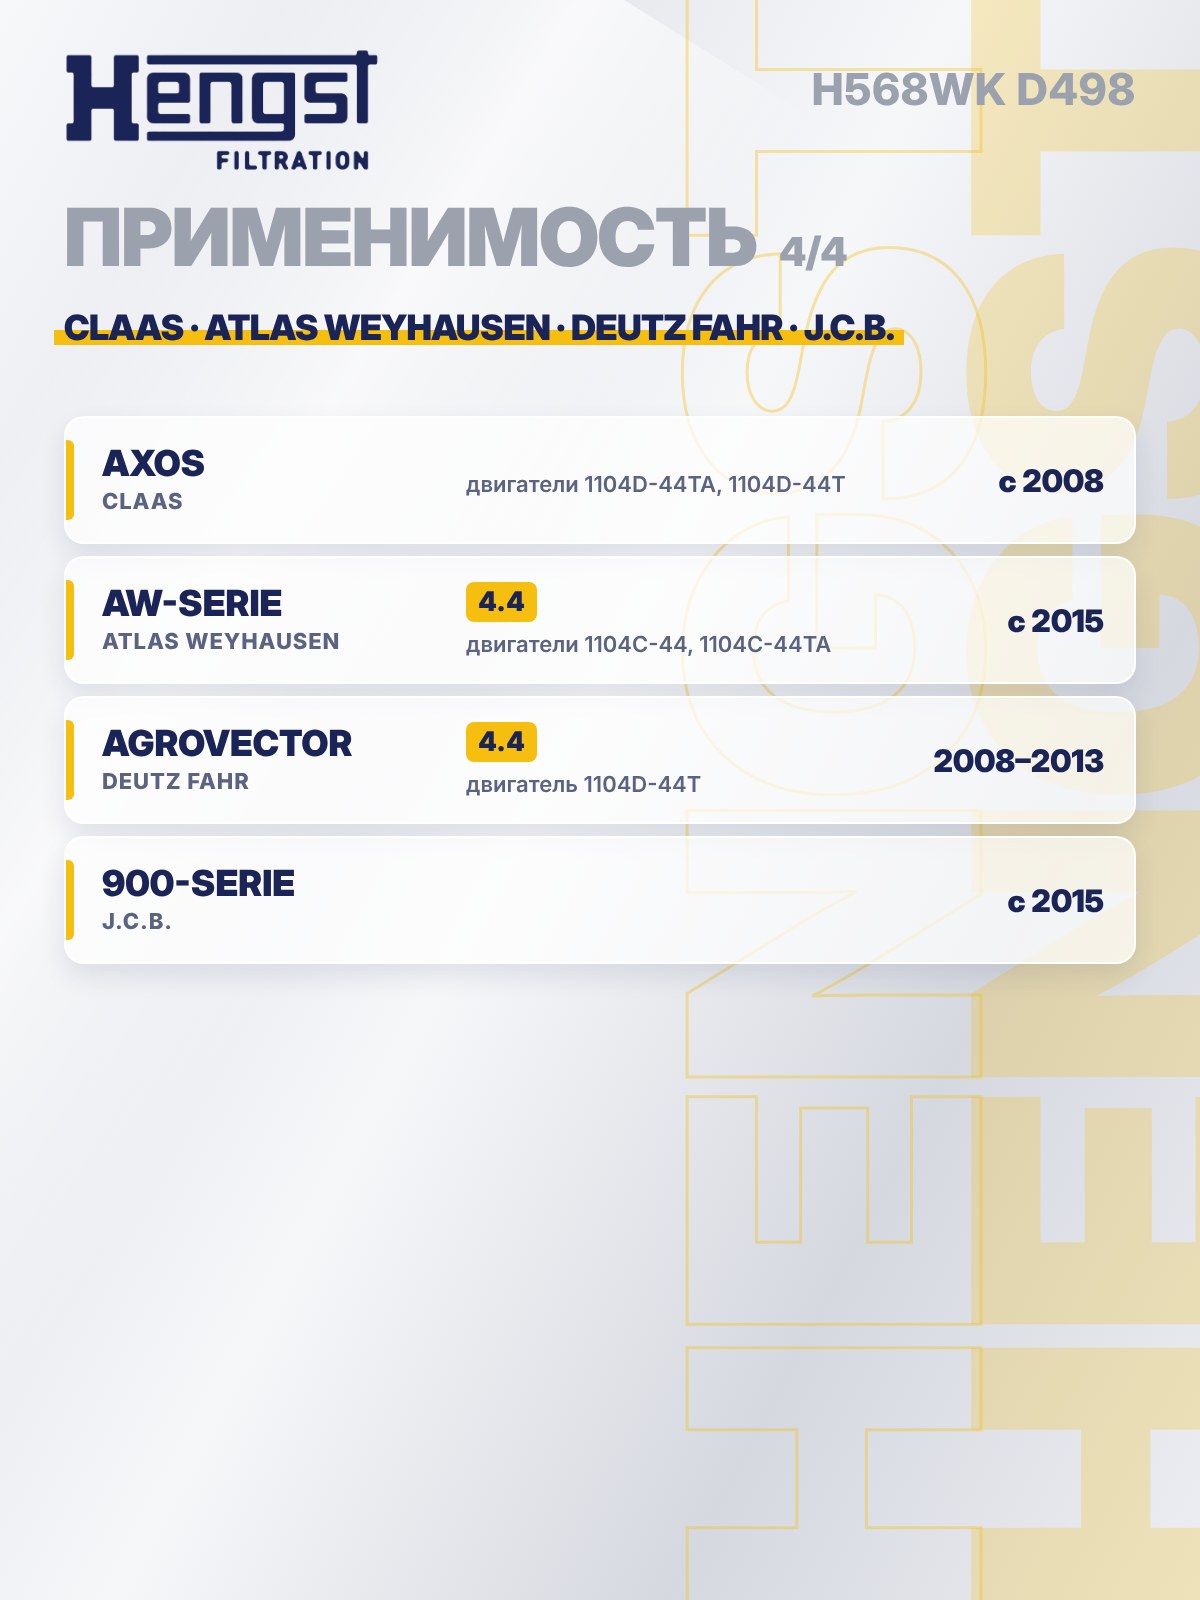 Hengst
FILTRATION
H568WK D498
ПРИМЕНИМОСТЬ 4/4
CLAAS · ATLAS WEYHAUSEN · DEUTZ FAHR · J.C.B.
AXOS
CLAAS
двигатели 1104D-44TA, 1104D-44T
с 2008
AW-SERIE
ATLAS WEYHAUSEN
4.4
двигатели 1104C-44, 1104C-44TA
с 2015
AGROVECTOR
DEUTZ FAHR
4.4
двигатель 1104D-44T
2008–2013
900-SERIE
J.C.B.
с 2015
HENGST
HENGST